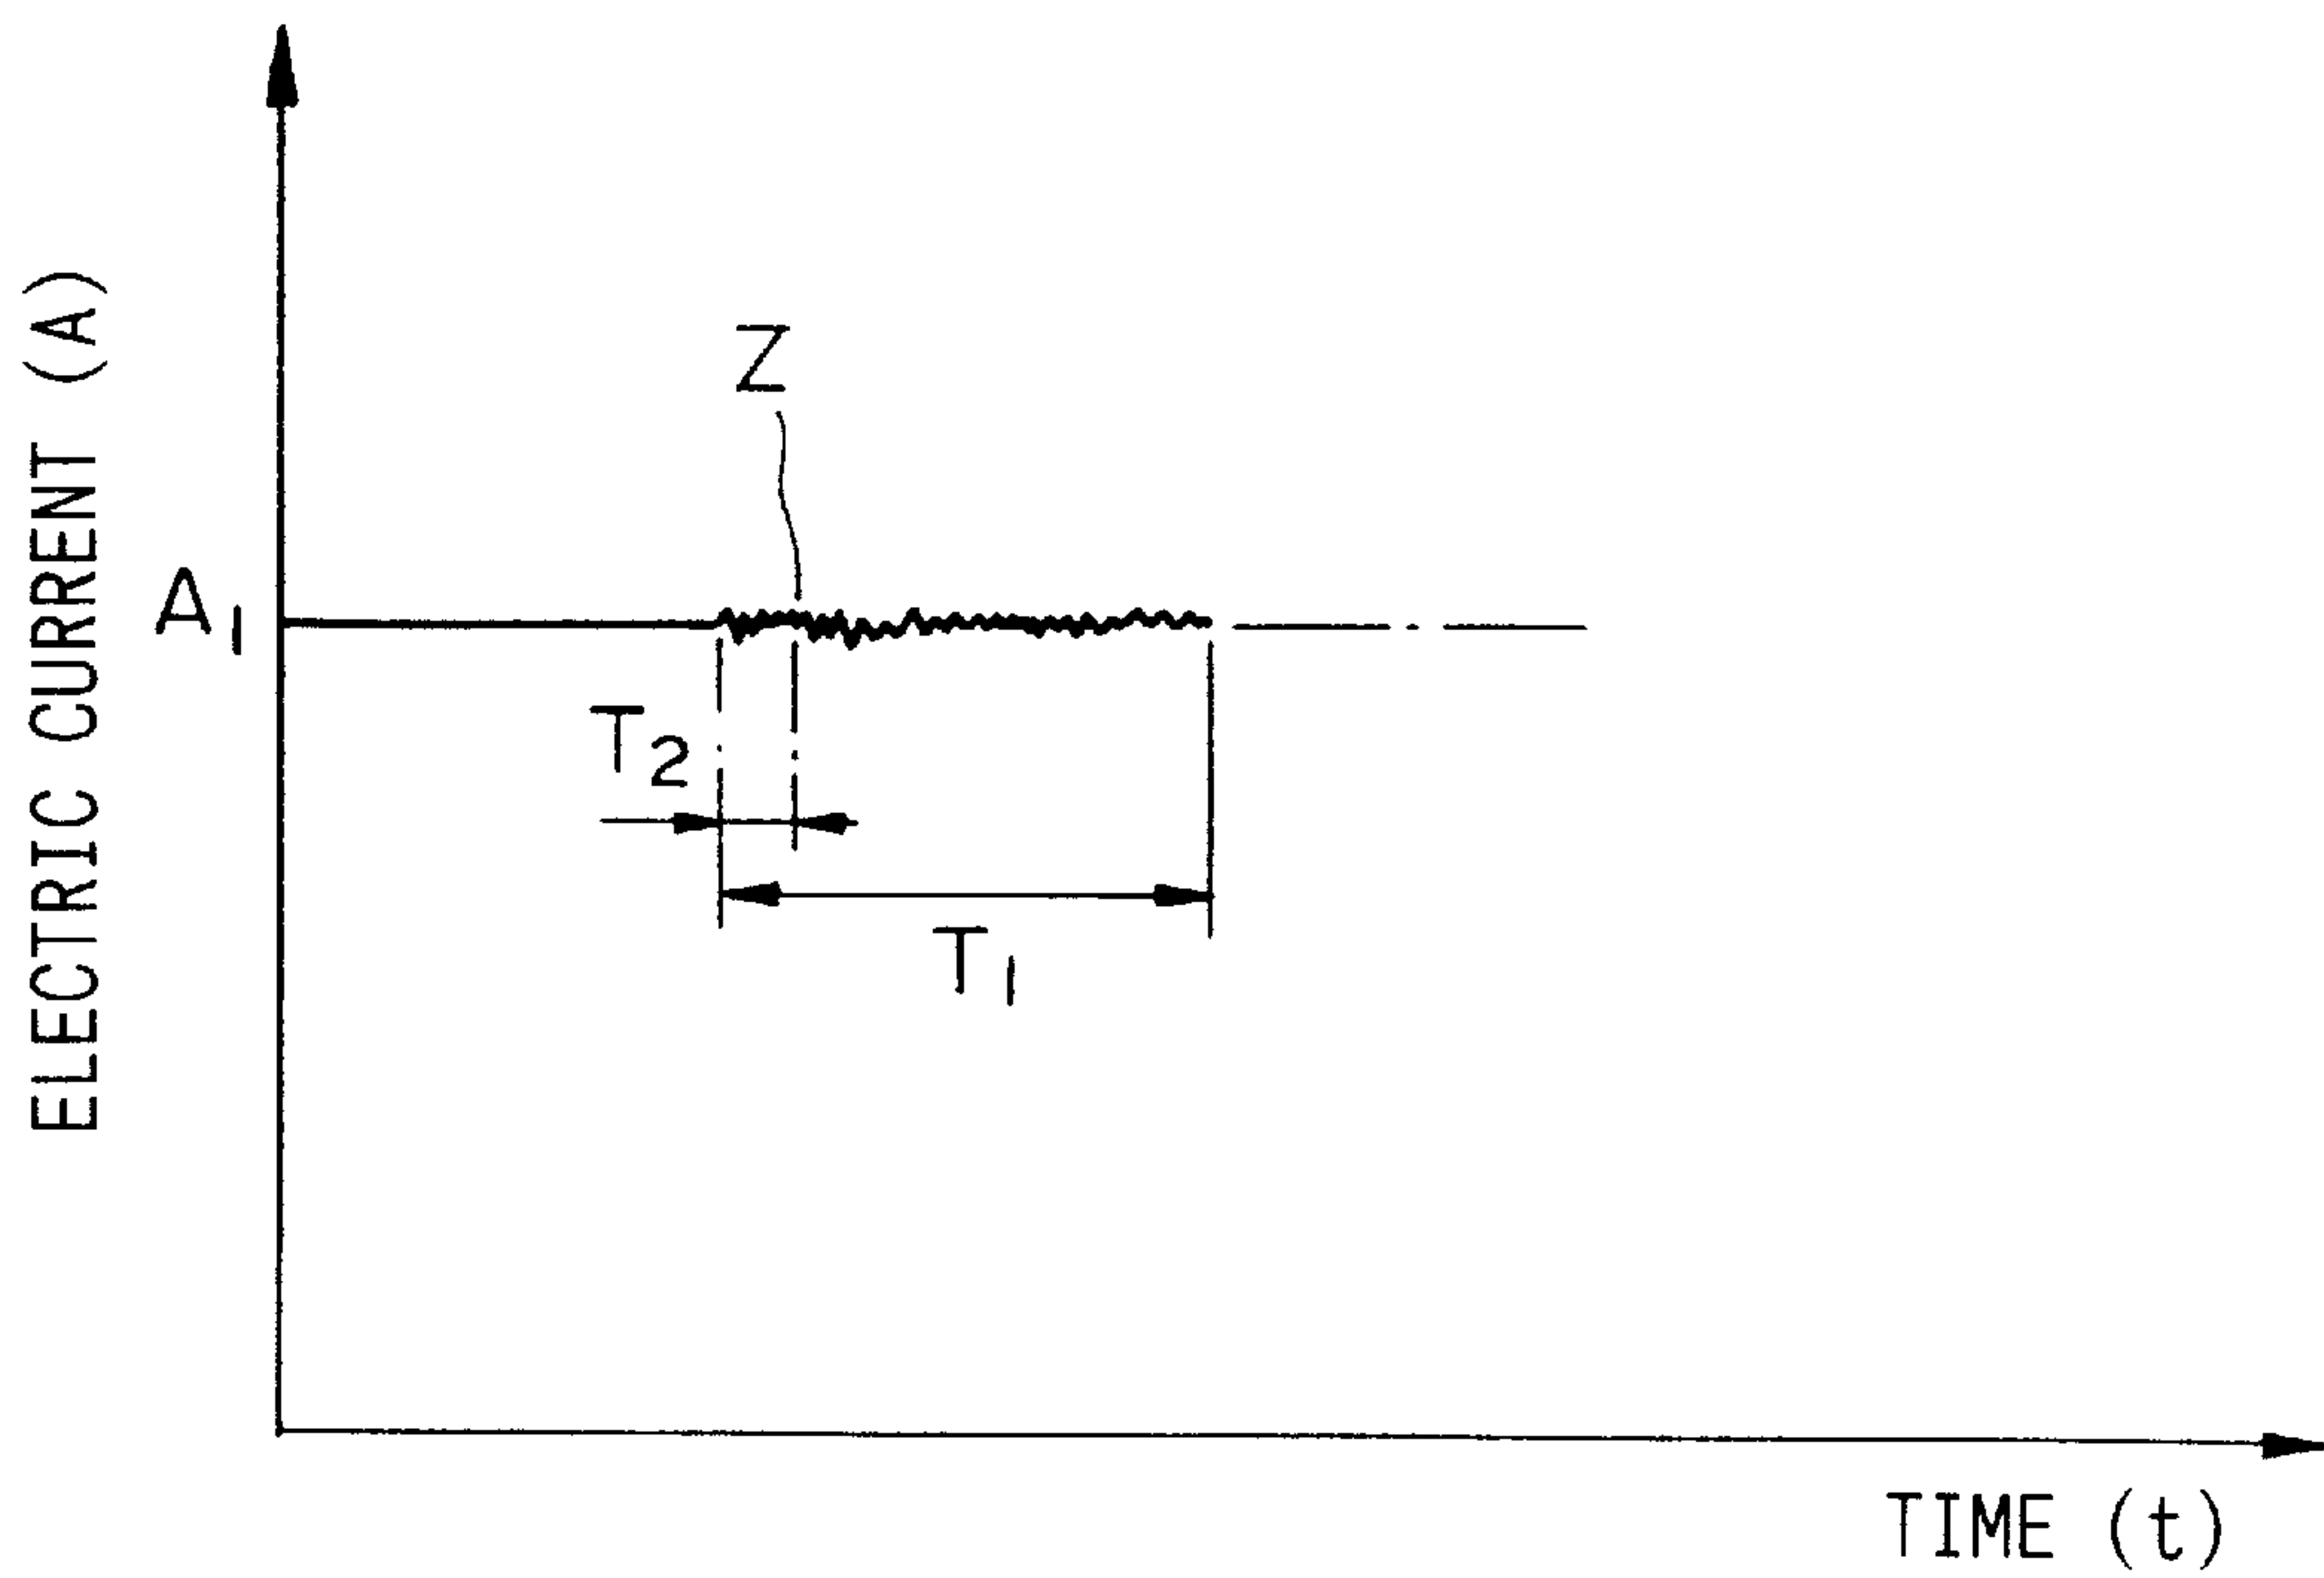 ELECTRIC CURRENT (A)
Z
A1
T2
T1
TIME (t)